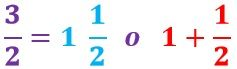 3/2 = 1 1/2 o 1 + 1/2